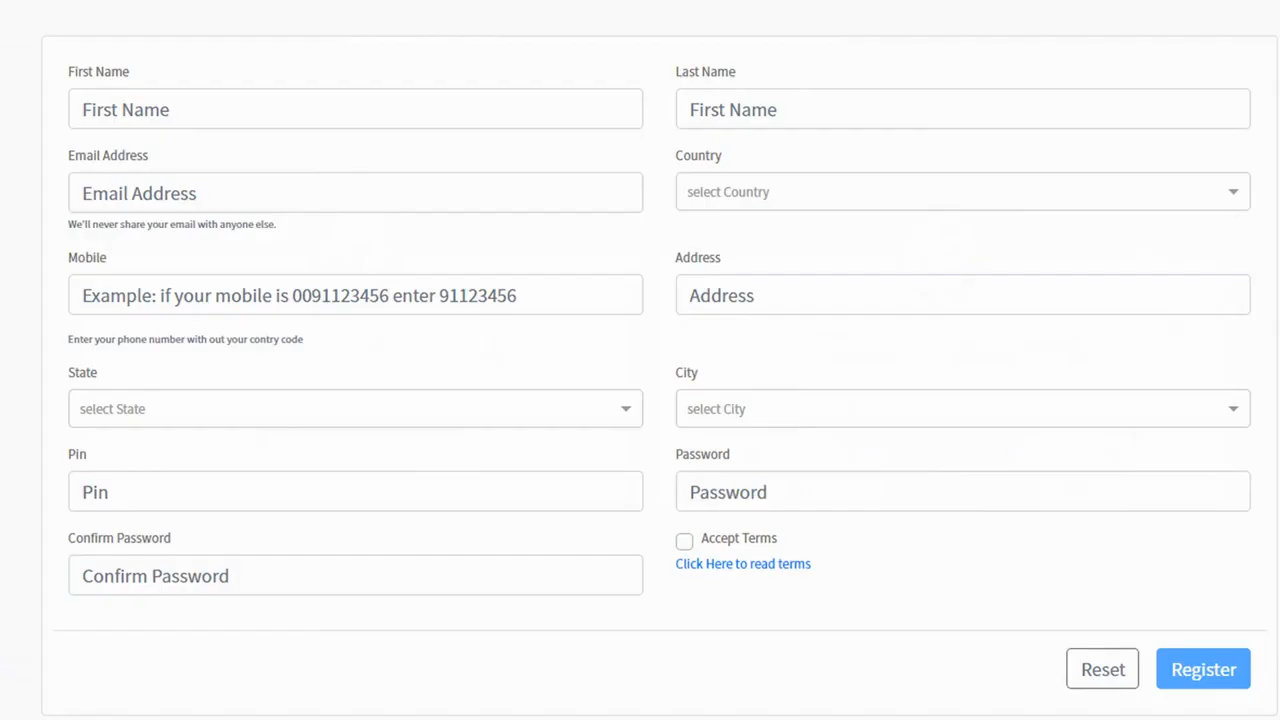 First Name
Last Name
First Name
First Name
Email Address
Country
Email Address
select Country
We'll never share your email with anyone else.
Mobile
Address
Example: if your mobile is 0091123456 enter 91123456
Address
Enter your phone number with out your contry code
State
City
select State
select City
Pin
Password
Pin
Password
Confirm Password
Accept Terms
Confirm Password
Click Here to read terms
Reset
Register